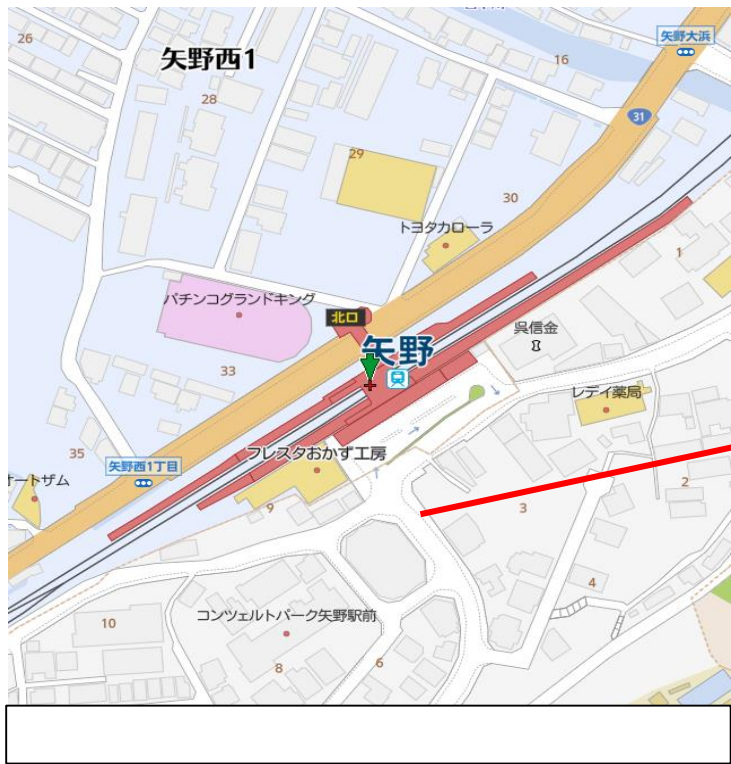 26
矢野西1
16
矢野大浜
28
31
29
30
トヨタカローラ
1
パチンコグランドキング
北口
呉信金
矢野
33
レデイ薬局
35
矢野西1丁目
フレスタおかず工房
オートザム
2
9
3
4
10
コンツェルトパーク矢野駅前
8
6